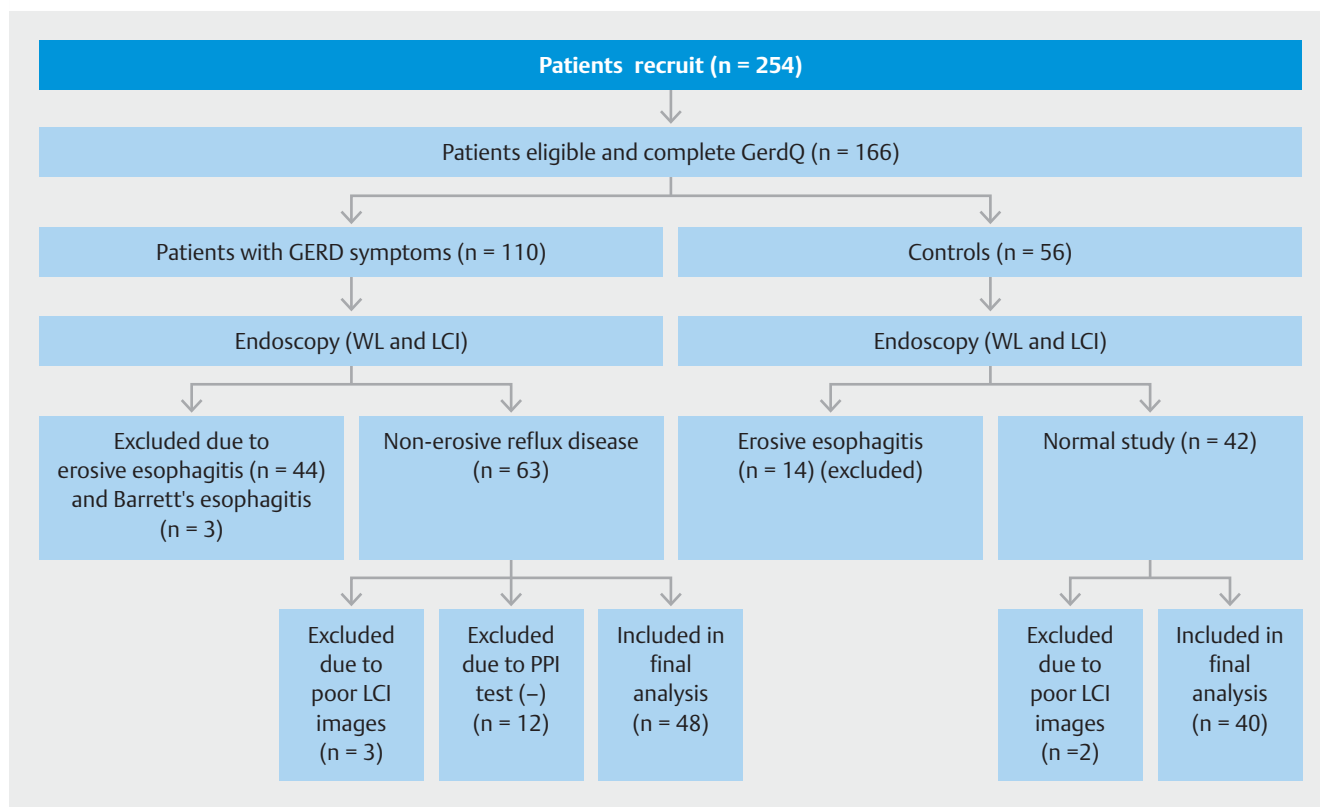 Patients recruit (n = 254)
Patients eligible and complete GerdQ (n = 166)
Patients with GERD symptoms (n = 110)
Controls (n = 56)
Endoscopy (WL and LCI)
Endoscopy (WL and LCI)
Excluded due to
erosive esophagitis (n = 44)
and Barrett's esophagitis
(n = 3)
Non-erosive reflux disease
(n = 63)
Erosive esophagitis
(n = 14) (excluded)
Normal study (n = 42)
Excluded
due to
poor LCI
images
(n = 3)
Excluded
due to PPI
test (–)
(n = 12)
Included in
final
analysis
(n = 48)
Excluded
due to
poor LCI
images
(n =2)
Included in
final
analysis
(n = 40)